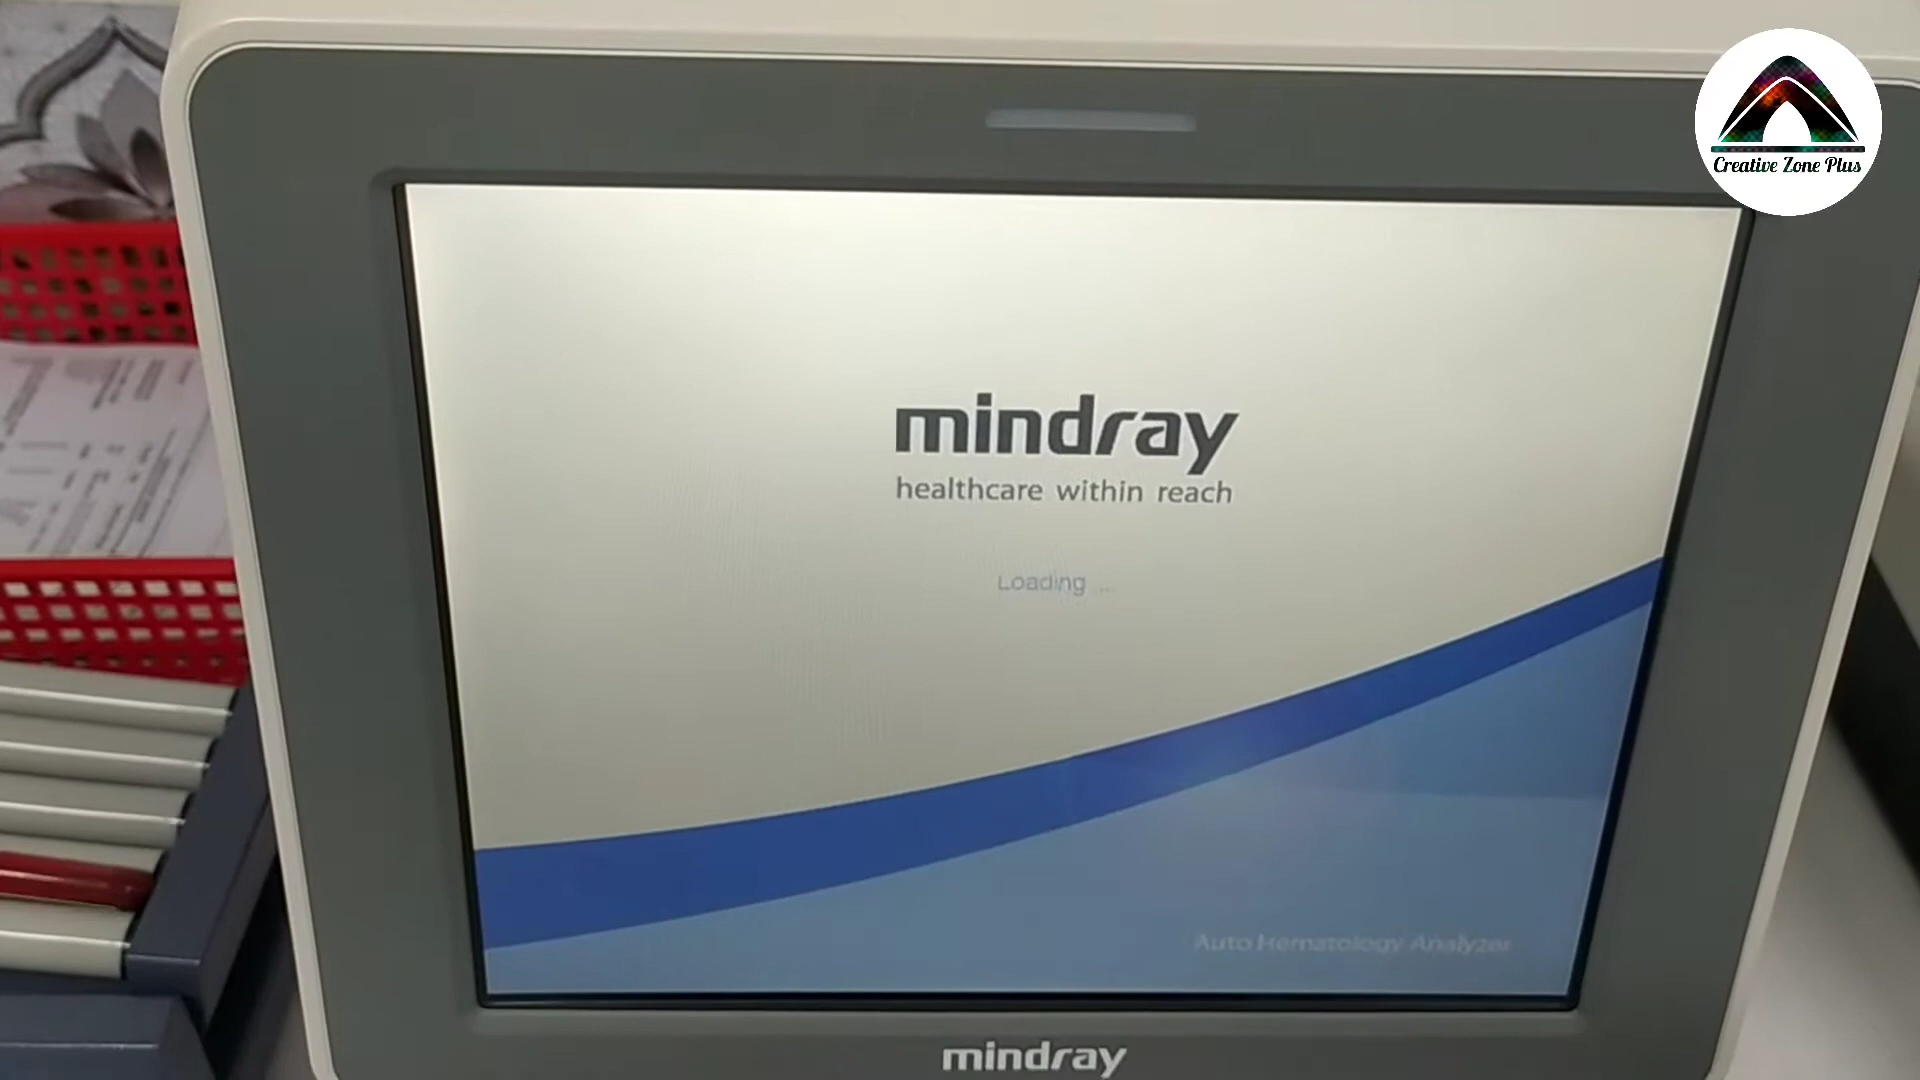 Creative Zone Plus
mindray
healthcare within reach
Loading ...
Auto Hematology Analyzer
mindray